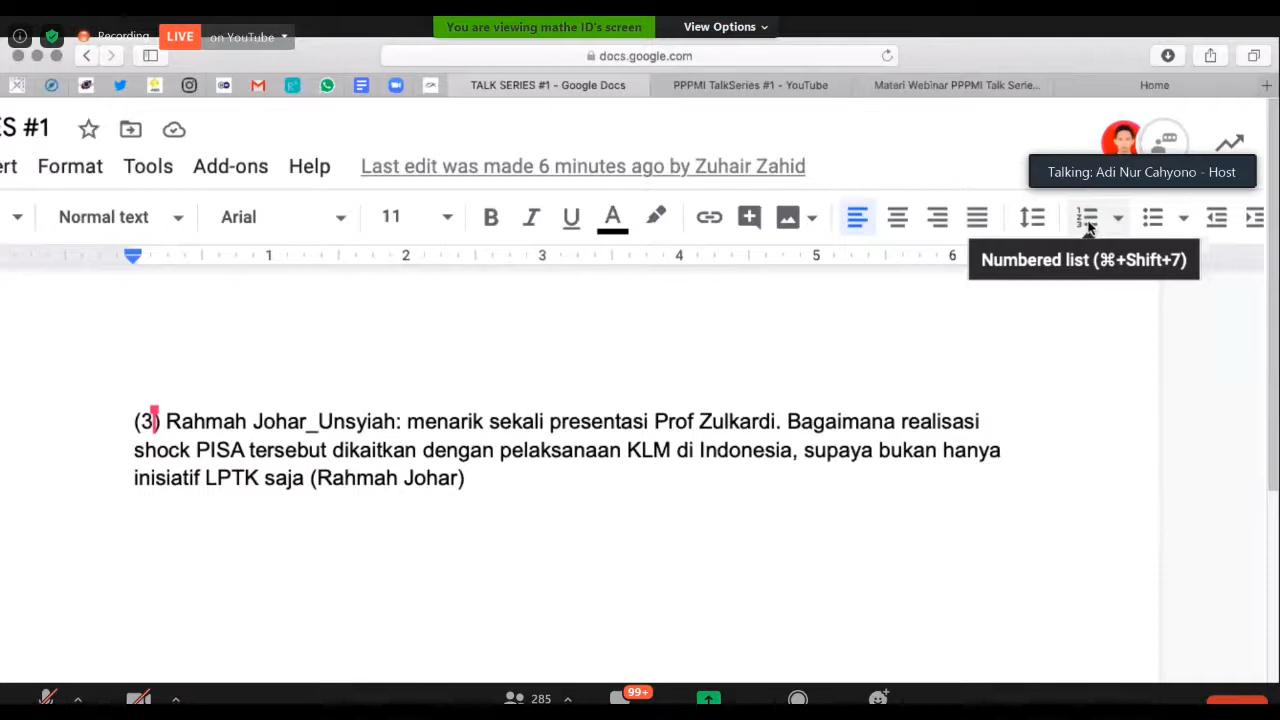 You are viewing mathe ID's screen
View Options
Recording
LIVE
on YouTube
docs.google.com
TALK SERIES #1 - Google Docs
PPPMI TalkSeries #1 - YouTube
Materi Webinar PPPMI Talk Serie...
Home
ES #1
ert Format Tools Add-ons Help Last edit was made 6 minutes ago by Zuhair Zahid
Talking: Adi Nur Cahyono - Host
Normal text Arial 11 B I U A
1 2 3 4 5 6
Numbered list (⌘+Shift+7)
(3) Rahmah Johar_Unsyiah: menarik sekali presentasi Prof Zulkardi. Bagaimana realisasi
shock PISA tersebut dikaitkan dengan pelaksanaan KLM di Indonesia, supaya bukan hanya
inisiatif LPTK saja (Rahmah Johar)
285
99+